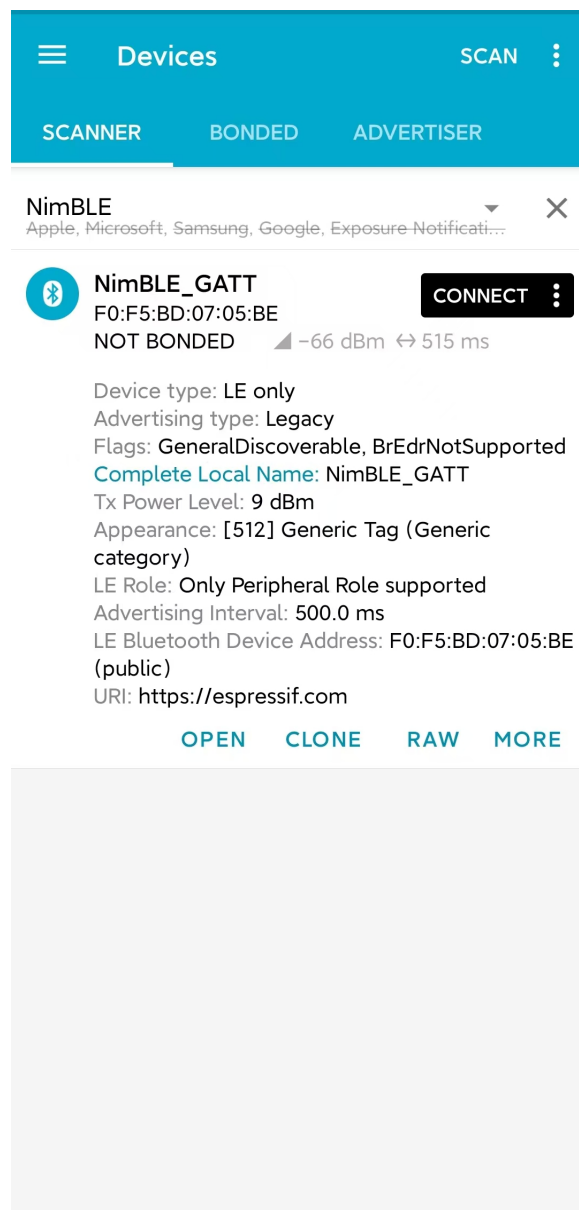 Devices
SCAN
SCANNER
BONDED
ADVERTISER
NimBLE
Apple, Microsoft, Samsung, Google, Exposure Notificati...
NimBLE_GATT
CONNECT
F0:F5:BD:07:05:BE
NOT BONDED
-66 dBm
515 ms
Device type: LE only
Advertising type: Legacy
Flags: GeneralDiscoverable, BrEdrNotSupported
Complete Local Name: NimBLE_GATT
Tx Power Level: 9 dBm
Appearance: [512] Generic Tag (Generic
category)
LE Role: Only Peripheral Role supported
Advertising Interval: 500.0 ms
LE Bluetooth Device Address: F0:F5:BD:07:05:BE
(public)
URI: https://espressif.com
OPEN
CLONE
RAW
MORE